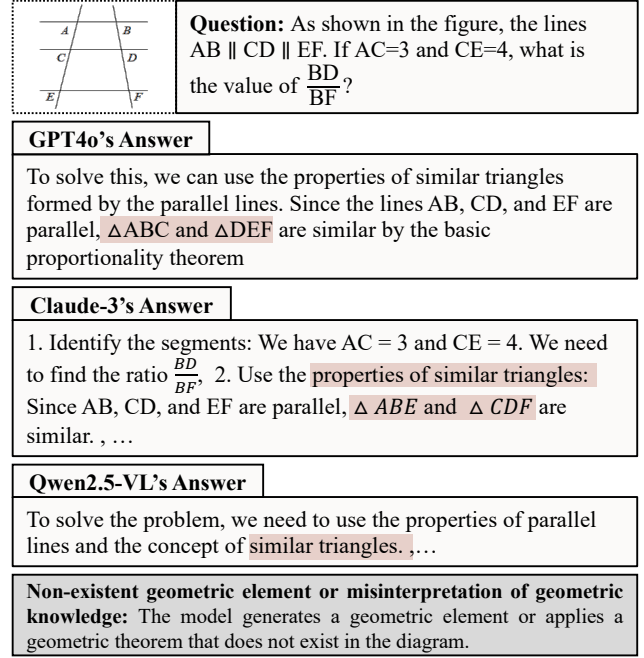 A B
C D
E F
Question: As shown in the figure, the lines
AB ∥ CD ∥ EF. If AC=3 and CE=4, what is
the value of BD/BF?
GPT4o’s Answer
To solve this, we can use the properties of similar triangles
formed by the parallel lines. Since the lines AB, CD, and EF are
parallel, △ABC and △DEF are similar by the basic
proportionality theorem
Claude-3’s Answer
1. Identify the segments: We have AC = 3 and CE = 4. We need
to find the ratio BD/BF, 2. Use the properties of similar triangles:
Since AB, CD, and EF are parallel, △ ABE and △ CDF are
similar. , …
Qwen2.5-VL’s Answer
To solve the problem, we need to use the properties of parallel
lines and the concept of similar triangles. ,…
Non-existent geometric element or misinterpretation of geometric
knowledge: The model generates a geometric element or applies a
geometric theorem that does not exist in the diagram.